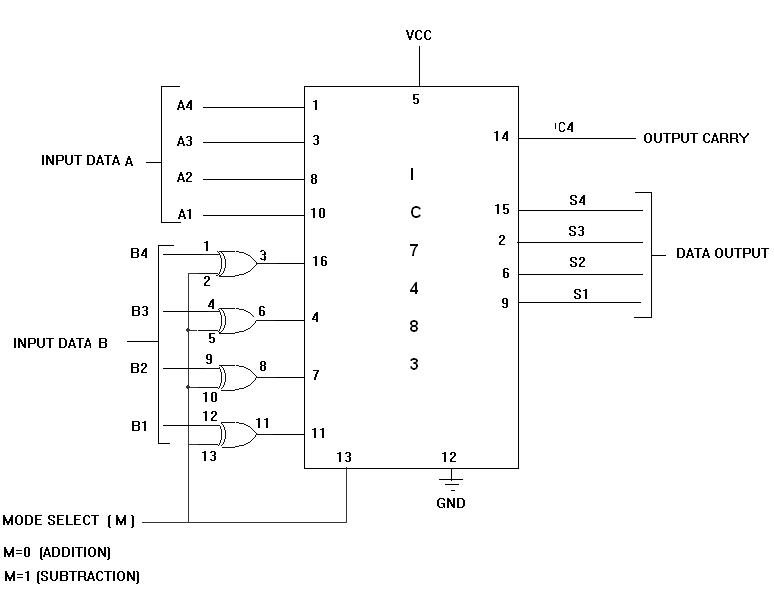 VCC
5
A4 1
'C4
14 OUTPUT CARRY
A3 3
INPUT DATA A
I
A2 8
S4
15
C
A1 10
S3
2
B4 1 3 16
7
DATA OUTPUT
S2
6
2
4
S1
9
B3 4 6 4
8
5
INPUT DATA B
9
B2 8 7
3
10
12
B1 11 11
13
13 12
GND
MODE SELECT ( M )
M=0 (ADDITION)
M=1 (SUBTRACTION)